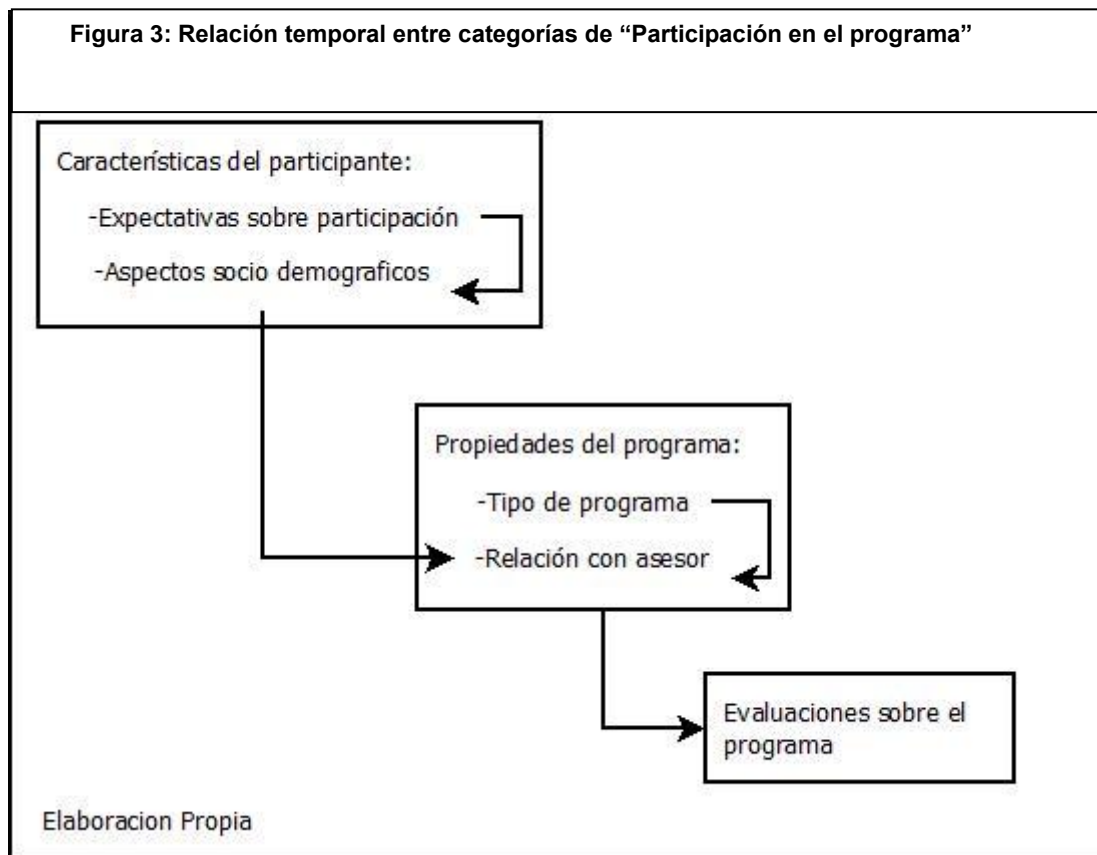 Figura 3: Relación temporal entre categorías de “Participación en el programa”
Características del participante:
-Expectativas sobre participación
-Aspectos socio demograficos
Propiedades del programa:
-Tipo de programa
-Relación con asesor
Evaluaciones sobre el
programa
Elaboracion Propia